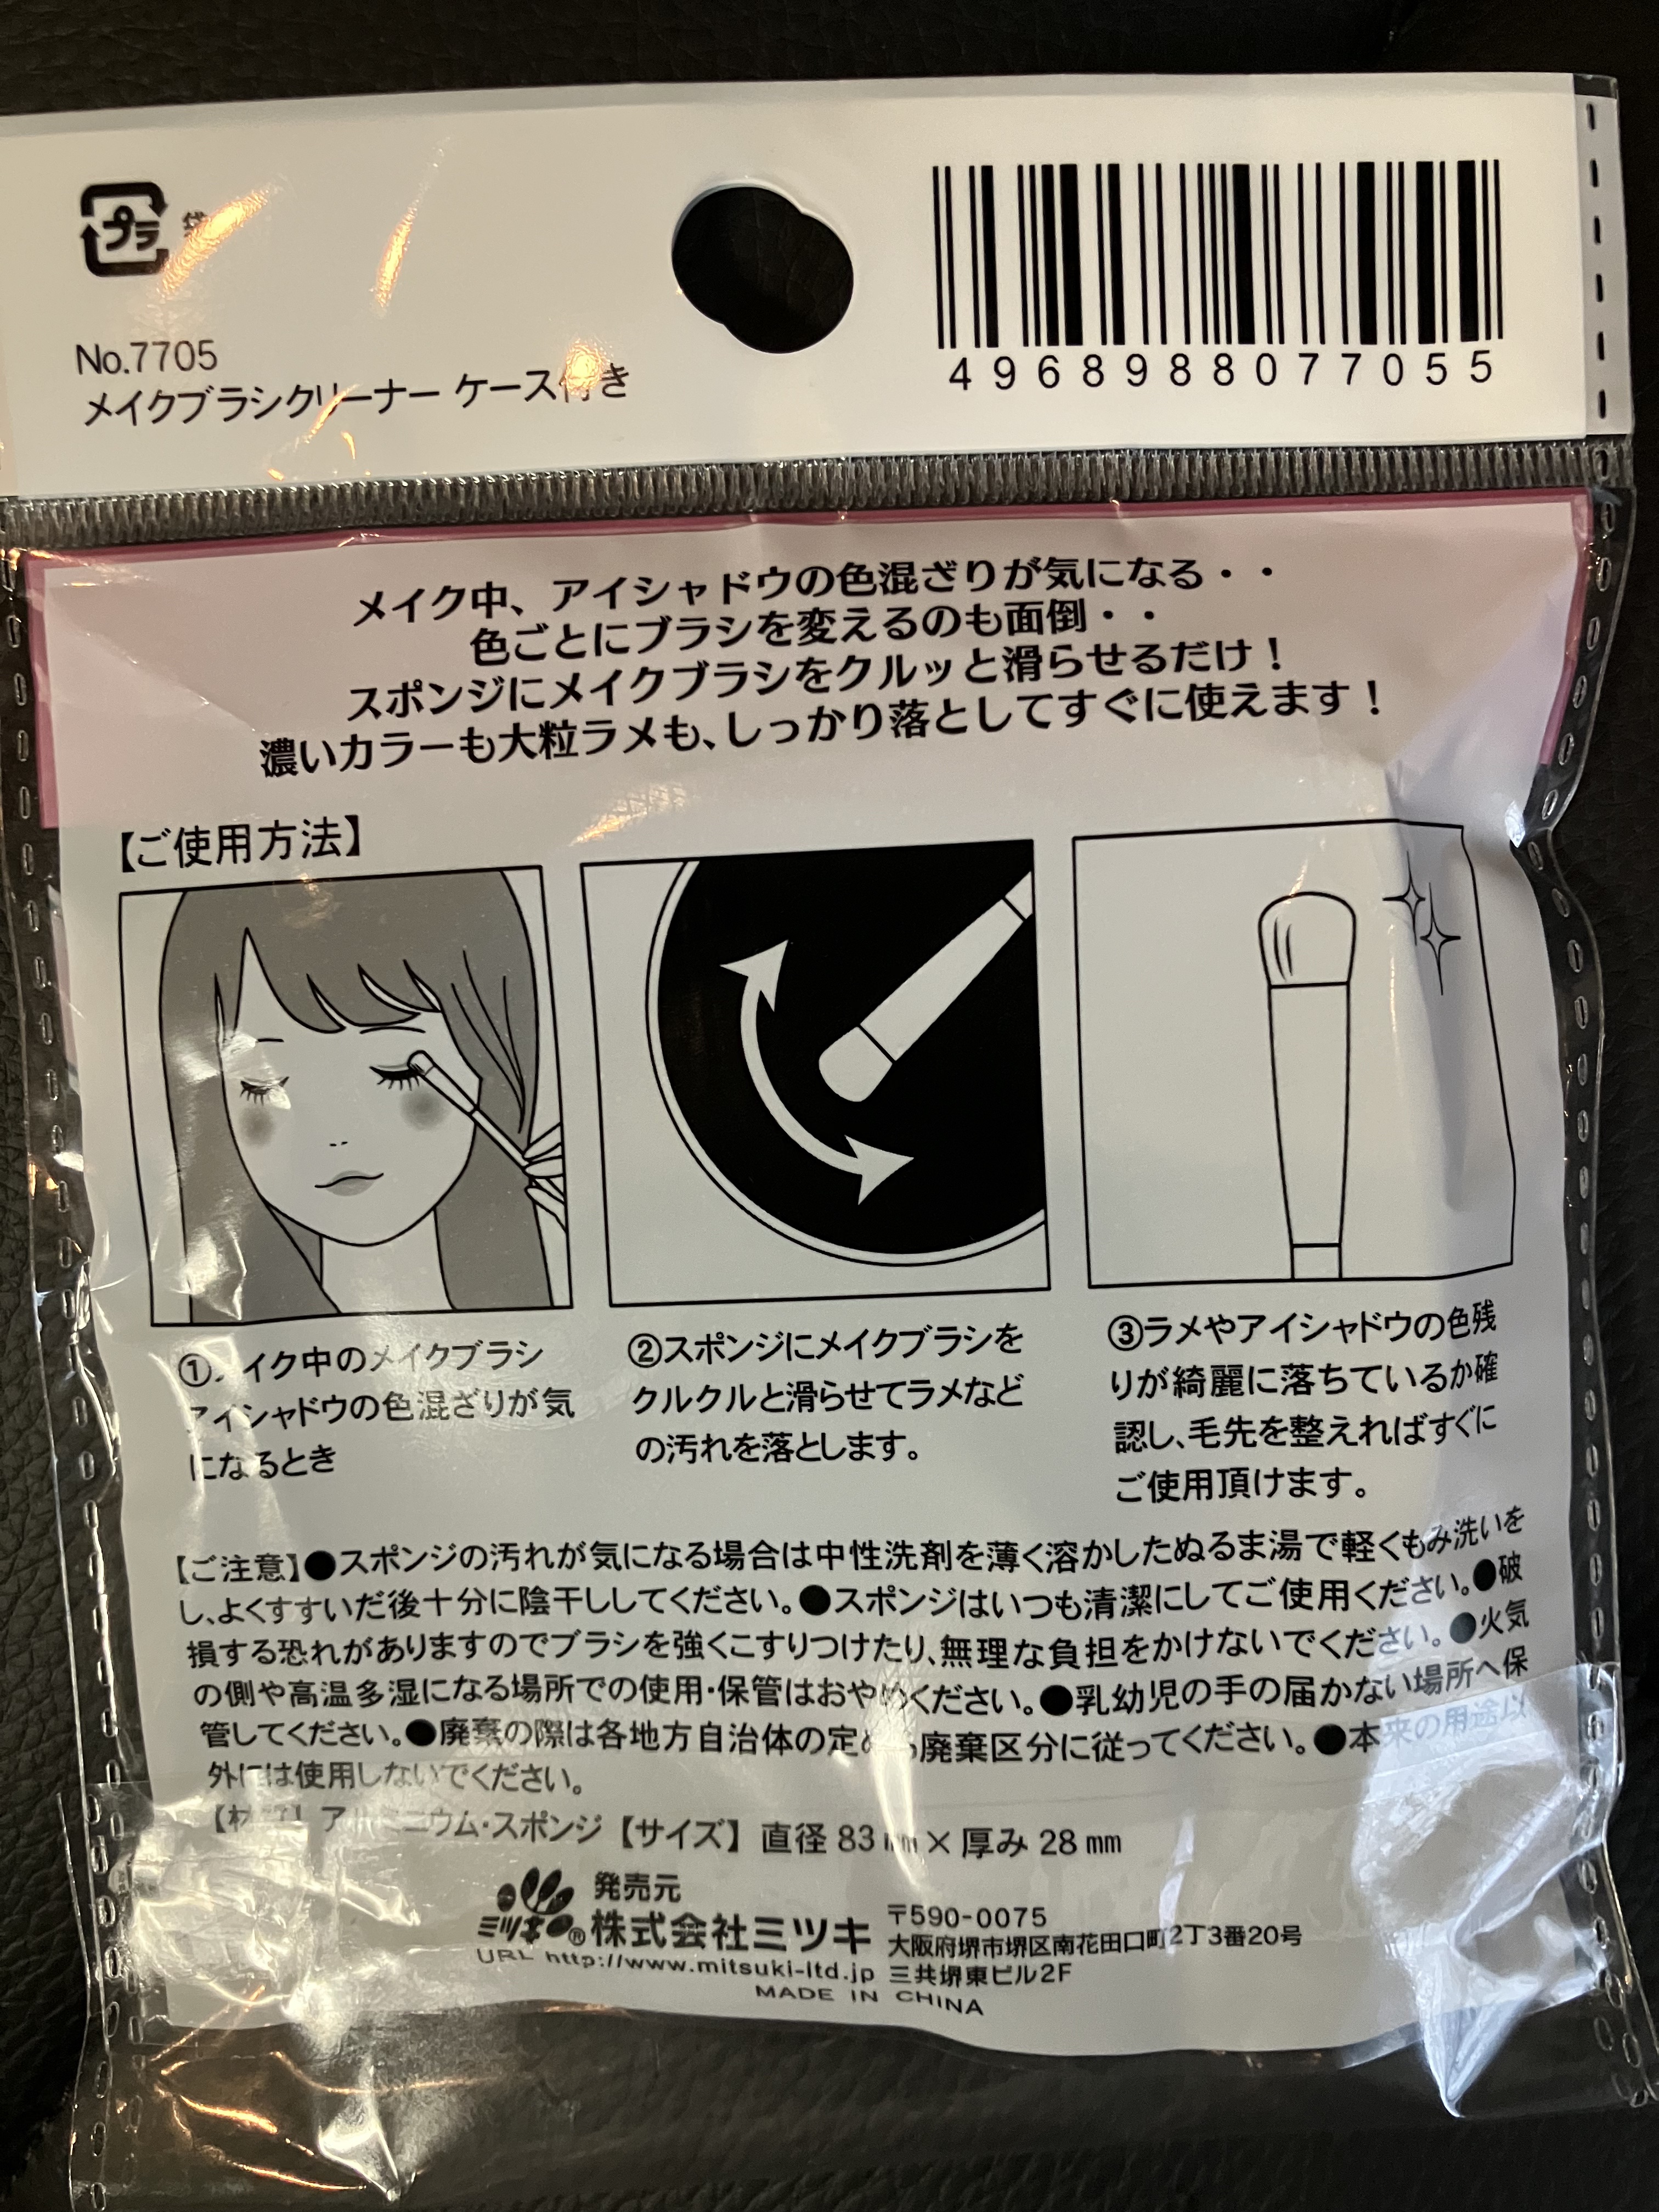 プラ
No.7705
メイクブラシクリーナー ケース付き
4968988077055
メイク中、アイシャドウの色混ざりが気になる・・
色ごとにブラシを変えるのも面倒・・
スポンジにメイクブラシをクルッと滑らせるだけ！
濃いカラーも大粒ラメも、しっかり落としてすぐに使えます！
【ご使用方法】
①メイク中のメイクブラシ
アイシャドウの色混ざりが気
になるとき
②スポンジにメイクブラシを
クルクルと滑らせてラメなど
の汚れを落とします。
③ラメやアイシャドウの色残
りが綺麗に落ちているか確
認し、毛先を整えればすぐに
ご使用頂けます。
【ご注意】●スポンジの汚れが気になる場合は中性洗剤を薄く溶かしたぬるま湯で軽くもみ洗いを
し、よくすすいだ後十分に陰干ししてください。●スポンジはいつも清潔にしてご使用ください。●破
損する恐れがありますのでブラシを強くこすりつけたり、無理な負担をかけないでください。●火気
の側や高温多湿になる場所での使用・保管はおやめください。●乳幼児の手の届かない場所へ保
管してください。●廃棄の際は各地方自治体の定める廃棄区分に従ってください。●本来の用途以
外には使用しないでください。
【材質】アルミニウム・スポンジ【サイズ】直径 83㎜ × 厚み 28㎜
発売元
ミツキ® 株式会社ミツキ
URL http://www.mitsuki-ltd.jp
〒590-0075
大阪府堺市堺区南花田口町2丁3番20号
三共堺東ビル2F
MADE IN CHINA